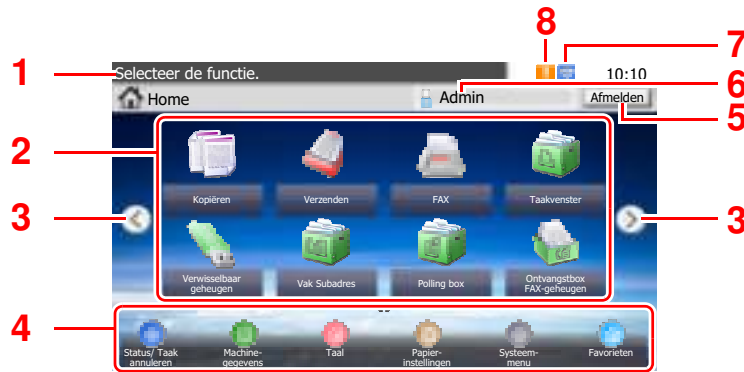 8
7
1
Selecteer de functie.
10:10
6
Home
Admin
Afmelden
5
2
Kopiëren
Verzenden
FAX
Taakvenster
3
3
Verwisselbaar
geheugen
Vak Subadres
Polling box
Ontvangstbox
FAX-geheugen
4
Status/ Taak
annuleren
Machine-
gegevens
Taal
Papier-
instellingen
Systeem-
menu
Favorieten